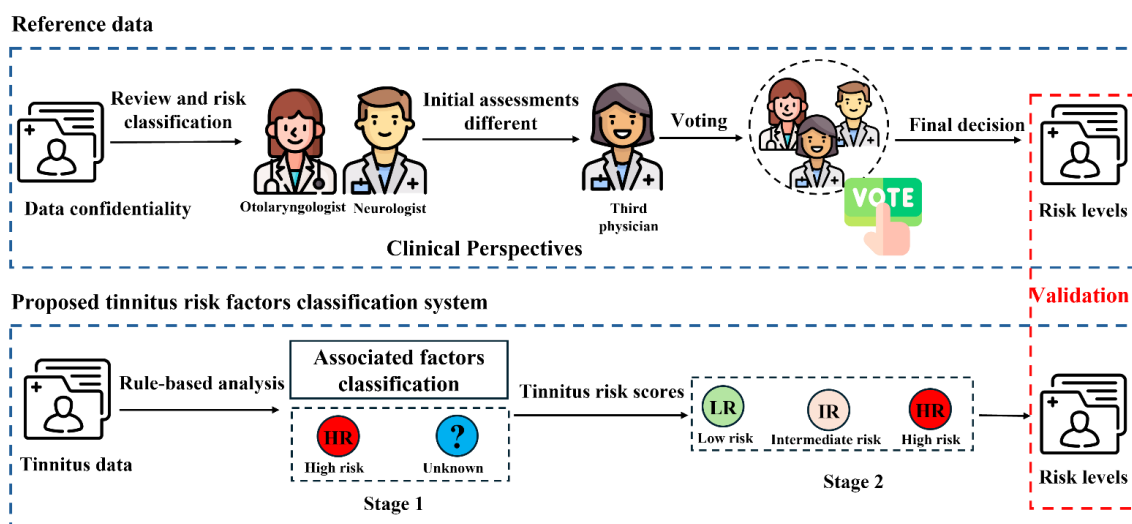 Reference data
Review and risk
classification
Initial assessments
different
Voting
Final decision
VOTE
Data confidentiality
Otolaryngologist
Neurologist
Third
physician
Risk levels
Clinical Perspectives
Validation
Proposed tinnitus risk factors classification system
Rule-based analysis
Associated factors
classification
Tinnitus risk scores
HR
?
LR
IR
HR
High risk
Unknown
Low risk
Intermediate risk
High risk
Tinnitus data
Stage 1
Stage 2
Risk levels